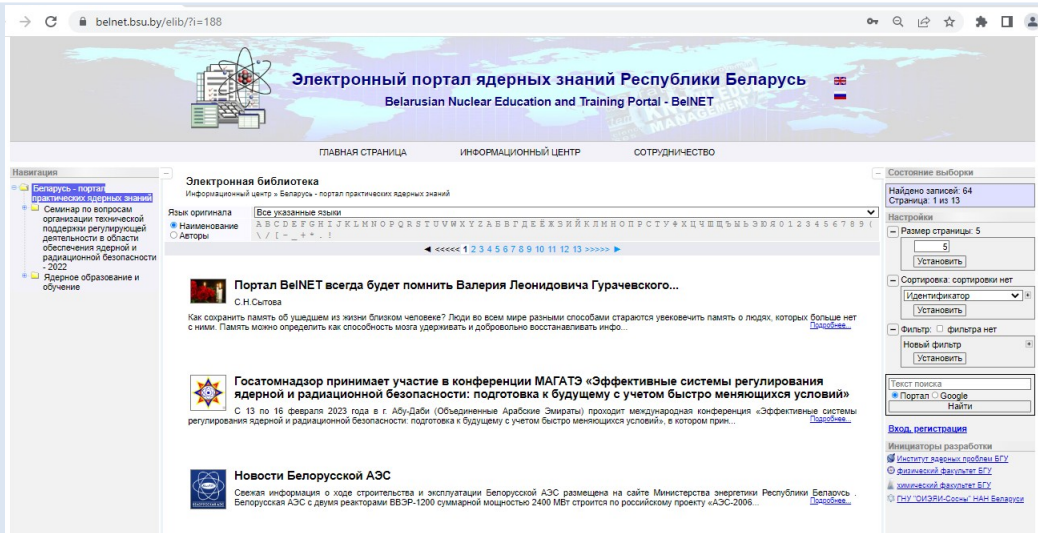 belnet.bsu.by/elib/?i=188
Электронный портал ядерных знаний Республики Беларусь
Belarusian Nuclear Education and Training Portal - BelNET
ГЛАВНАЯ СТРАНИЦА ИНФОРМАЦИОННЫЙ ЦЕНТР СОТРУДНИЧЕСТВО
Навигация
Беларусь - портал
практических ядерных знаний
Семинар по вопросам
организации технической
поддержки регулирующей
деятельности в области
обеспечения ядерной и
радиационной безопасности
- 2022
Ядерное образование и
обучение
Электронная библиотека
Информационный центр » Беларусь - портал практических ядерных знаний
Язык оригинала Все указанные языки
Наименование A B C D E F G H I J K L M N O P Q R S T U V W X Y Z А Б В Г Д Е Ё Ж З И Й К Л М Н О П Р С Т У Ф Х Ц Ч Ш Щ Ъ Ы Ь Э Ю Я 0 1 2 3 4 5 6 7 8 9 (
Авторы \ / [ - _ + * . !
◄ <<<<< 1 2 3 4 5 6 7 8 9 10 11 12 13 >>>>> ►
Портал BelNET всегда будет помнить Валерия Леонидовича Гурачевского...
С.Н.Сытова
Как сохранить память об ушедшем из жизни близком человеке? Люди во всем мире разными способами стараются увековечить память о людях, которых больше нет
с ними. Память можно определить как способность мозга удерживать и добровольно восстанавливать инфо... Подробнее...
Госатомнадзор принимает участие в конференции МАГАТЭ «Эффективные системы регулирования
ядерной и радиационной безопасности: подготовка к будущему с учетом быстро меняющихся условий»
С 13 по 16 февраля 2023 года в г. Абу-Даби (Объединенные Арабские Эмираты) проходит международная конференция «Эффективные системы
регулирования ядерной и радиационной безопасности: подготовка к будущему с учетом быстро меняющихся условий», в котором прин... Подробнее...
Новости Белорусской АЭС
Свежая информация о ходе строительства и эксплуатации Белорусской АЭС размещена на сайте Министерства энергетики Республики Беларусь .
Белорусская АЭС с двумя реакторами ВВЭР-1200 суммарной мощностью 2400 МВт строится по российскому проекту «АЭС-2006... Подробнее...
Состояние выборки
Найдено записей: 64
Страница: 1 из 13
Настройки
Размер страницы: 5
5
Установить
Сортировка: сортировки нет
Идентификатор
Установить
Фильтр: фильтра нет
Новый фильтр
Установить
Текст поиска
Портал Google
Найти
Вход, регистрация
Инициаторы разработки
Институт ядерных проблем БГУ
физический факультет БГУ
химический факультет БГУ
ГНУ "ОИЭЯИ-Сосны" НАН Беларуси